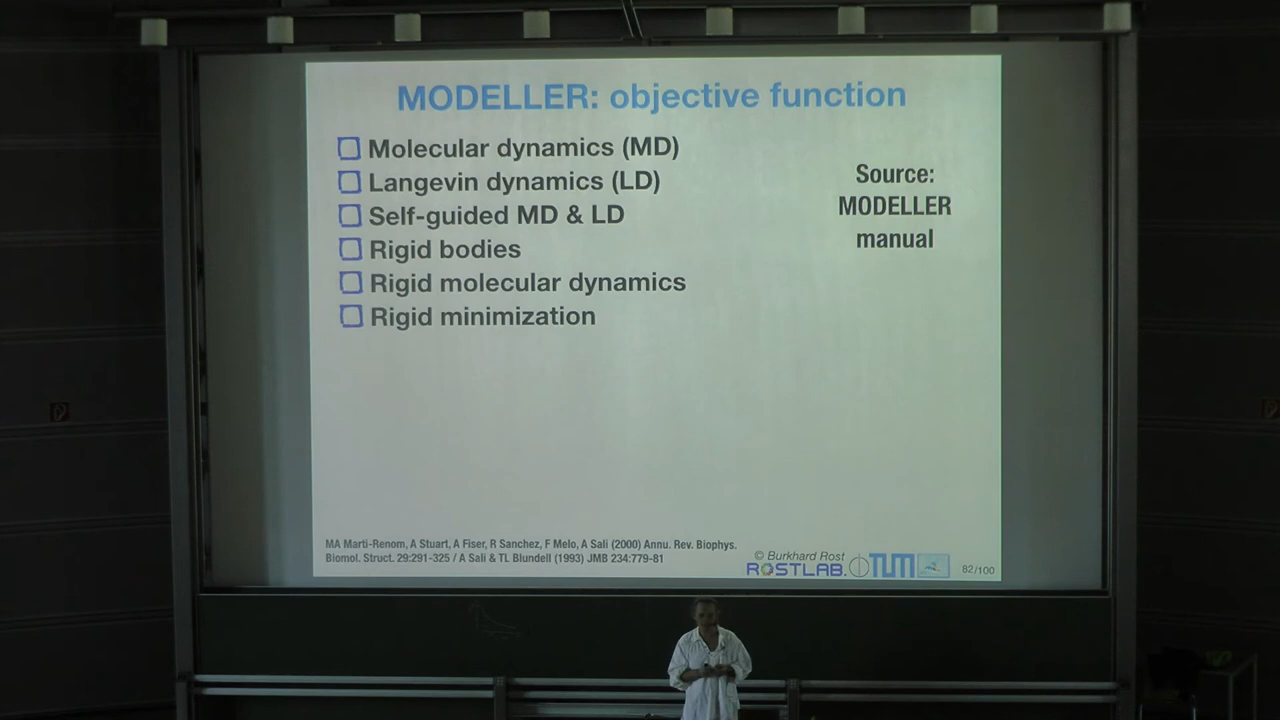 MODELLER: objective function
Molecular dynamics (MD)
Langevin dynamics (LD)
Self-guided MD & LD
Rigid bodies
Rigid molecular dynamics
Rigid minimization
Source:
MODELLER
manual
MA Marti-Renom, A Stuart, A Fiser, R Sanchez, F Melo, A Sali (2000) Annu. Rev. Biophys.
Biomol. Struct. 29:291-325 / A Sali & TL Blundell (1993) JMB 234:779-81
© Burkhard Rost
ROSTLAB. TUM
82/100